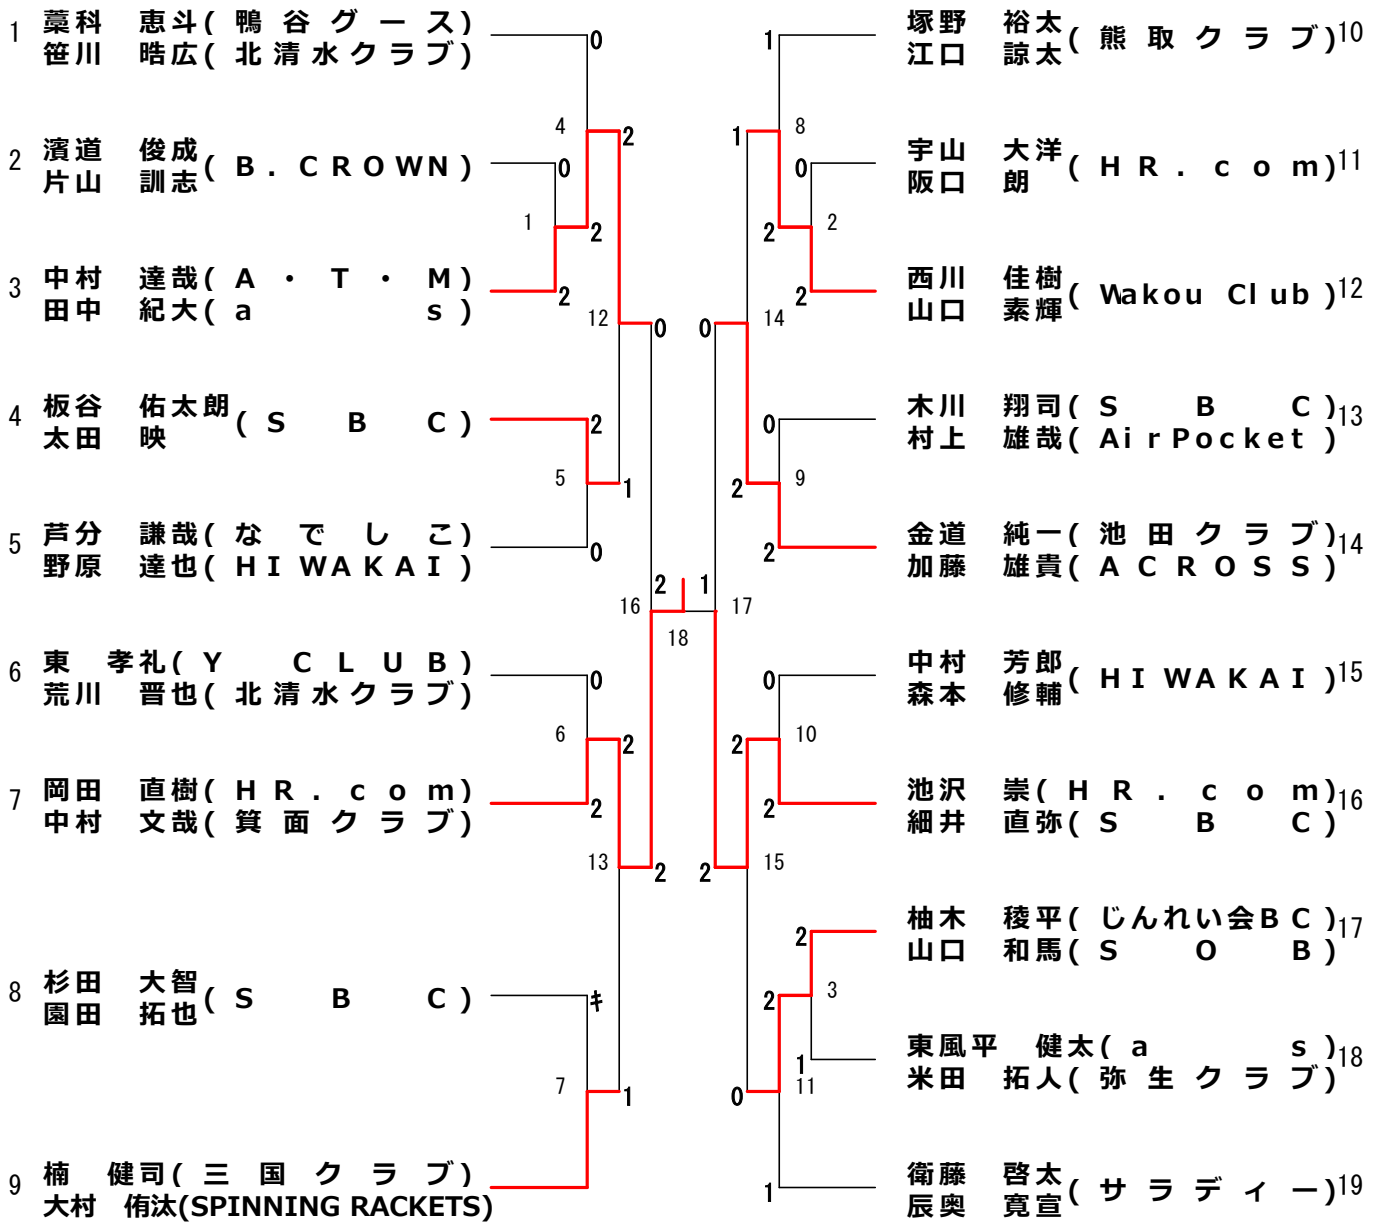 1 藁科 恵斗( 鴨谷グース)
笹川 晧広( 北清水クラブ)
0
4
2
2 濱道 俊成
片山 訓志( B.CROWN)
0
1
2
3 中村 達哉( A・T・M)
田中 紀大( a s )
2
12
0
4 板谷 佑太朗
太田 映( S B C )
2
5
1
5 芦分 謙哉( なでしこ)
野原 達也( HIWAKAI )
0
16
2
18
6 東 孝礼( Y CLUB )
荒川 晋也( 北清水クラブ)
0
6
2
7 岡田 直樹( HR.com)
中村 文哉( 箕面クラブ)
2
13
2
8 杉田 大智
園田 拓也( S B C )
キ
7
1
9 楠 健司( 三国クラブ)
大村 侑汰(SPINNING RACKETS)
1
塚野 裕太
江口 諒太( 熊取クラブ)10
1
8
0
宇山 大洋
阪口 朗( HR.com)11
2
2
2
西川 佳樹
山口 素輝( Wakou Club )12
0
14
0
木川 翔司( S B C )13
村上 雄哉( AirPocket )
2
9
2
金道 純一( 池田クラブ)14
加藤 雄貴( ACROSS)
1
17
0
中村 芳郎
森本 修輔( HIWAKAI )15
2
10
2
池沢 崇( HR.com)16
細井 直弥( S B C )
2
15
2
柚木 稜平( じんれい会BC)17
山口 和馬( S O B )
2
3
1
東風平 健太( a s )18
米田 拓人( 弥生クラブ)
0
11
1
衛藤 啓太
辰奥 寛宣( サラディー)19